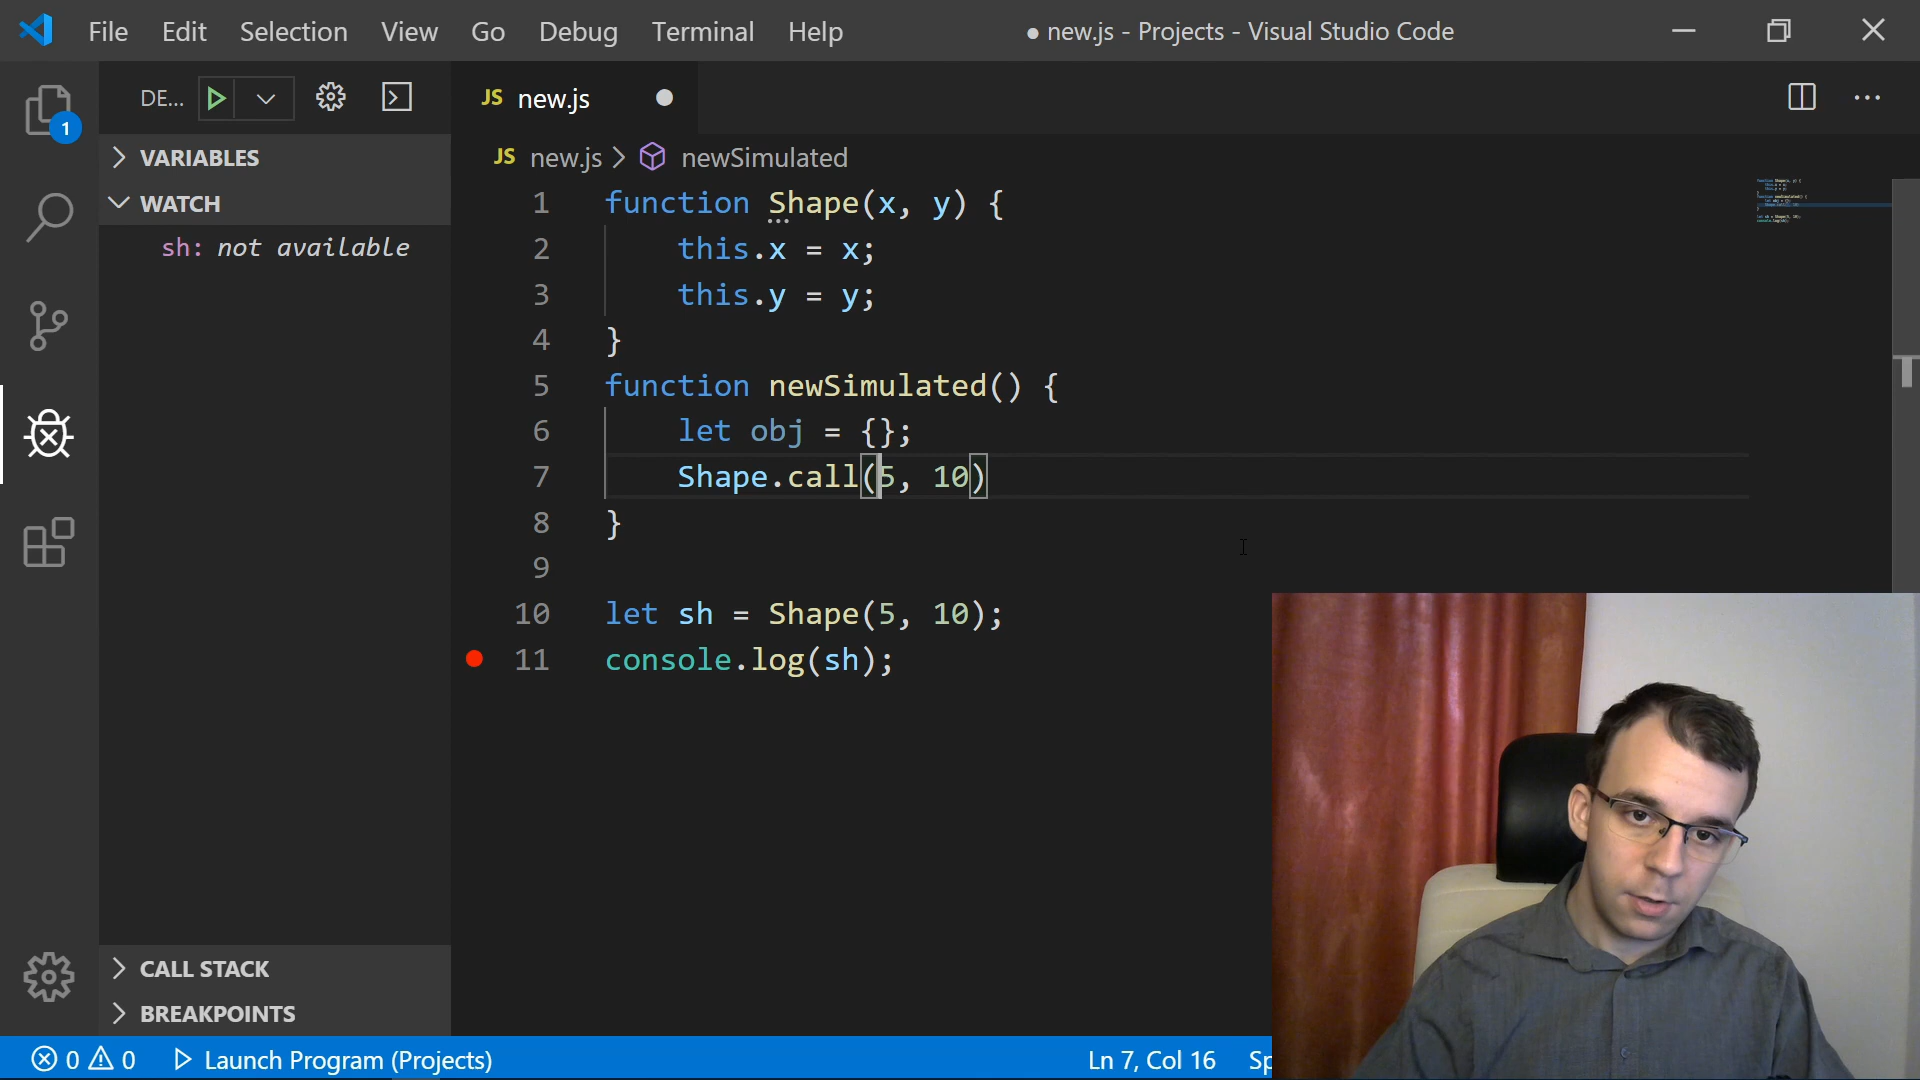 File Edit Selection View Go Debug Terminal Help ● new.js - Projects - Visual Studio Code
DE...
JS new.js
1
VARIABLES
JS new.js > newSimulated
WATCH
sh: not available
1 function Shape(x, y) {
2 this.x = x;
3 this.y = y;
4 }
5 function newSimulated() {
6 let obj = {};
7 Shape.call(5, 10)
8 }
9
10 let sh = Shape(5, 10);
11 console.log(sh);
CALL STACK
BREAKPOINTS
0 0 Launch Program (Projects) Ln 7, Col 16 Sp